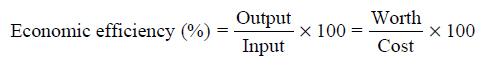 Economic efficiency (%) = Output / Input × 100 = Worth / Cost × 100